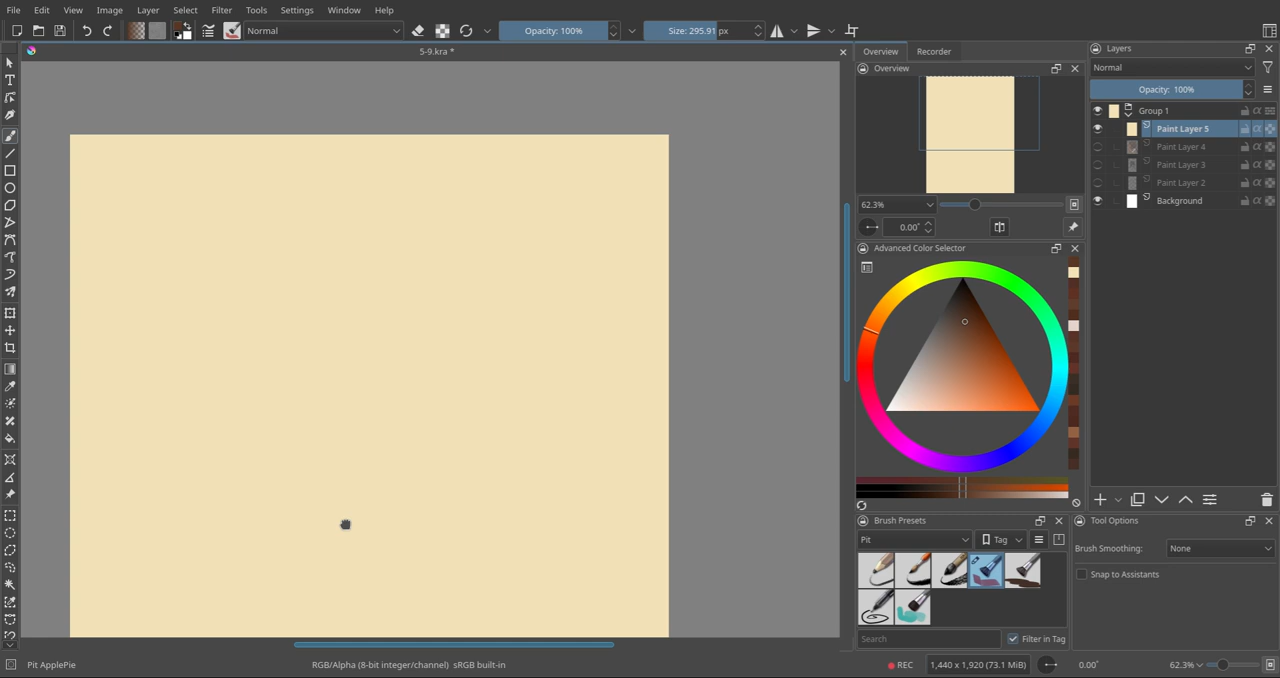 File Edit View Image Layer Select Filter Tools Settings Window Help
Normal Opacity: 100% Size: 295.91 px
5-9.kra *
Overview Recorder
Overview
62.3%
0.00°
Advanced Color Selector
Brush Presets
Pit Tag
Search Filter in Tag
Layers
Normal
Opacity: 100%
Group 1
Paint Layer 5
Paint Layer 4
Paint Layer 3
Paint Layer 2
Background
Tool Options
Brush Smoothing: None
Snap to Assistants
Pit ApplePie RGB/Alpha (8-bit integer/channel) sRGB built-in REC 1,440 x 1,920 (73.1 MiB) 0.00° 62.3%